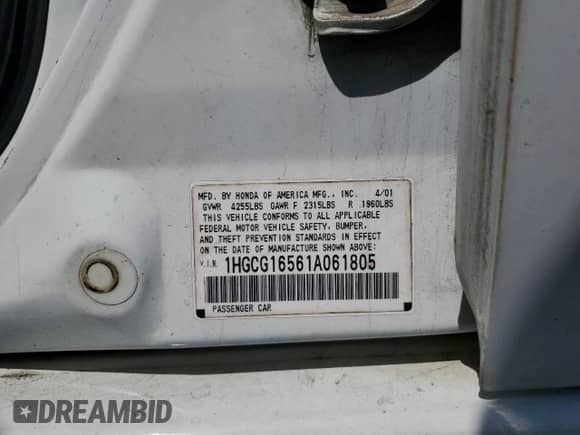 MFD. BY HONDA OF AMERICA MFG., INC. 4/01
GVWR 4255LBS GAWR F 2315LBS R 1960LBS
THIS VEHICLE CONFORMS TO ALL APPLICABLE
FEDERAL MOTOR VEHICLE SAFETY, BUMPER,
AND THEFT PREVENTION STANDARDS IN EFFECT
ON THE DATE OF MANUFACTURE SHOWN ABOVE:
V.I.N. 1HGCG16561A061805
PASSENGER CAR
DREAMBID